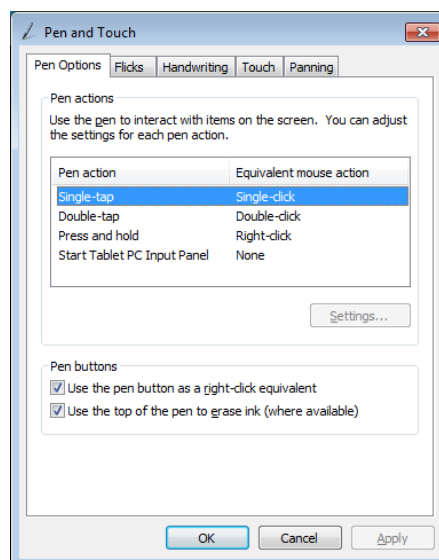 Pen and Touch
Pen Options Flicks Handwriting Touch Panning
Pen actions
Use the pen to interact with items on the screen. You can adjust
the settings for each pen action.
Pen action Equivalent mouse action
Single-tap Single-click
Double-tap Double-click
Press and hold Right-click
Start Tablet PC Input Panel None
Settings...
Pen buttons
Use the pen button as a right-click equivalent
Use the top of the pen to erase ink (where available)
OK Cancel Apply